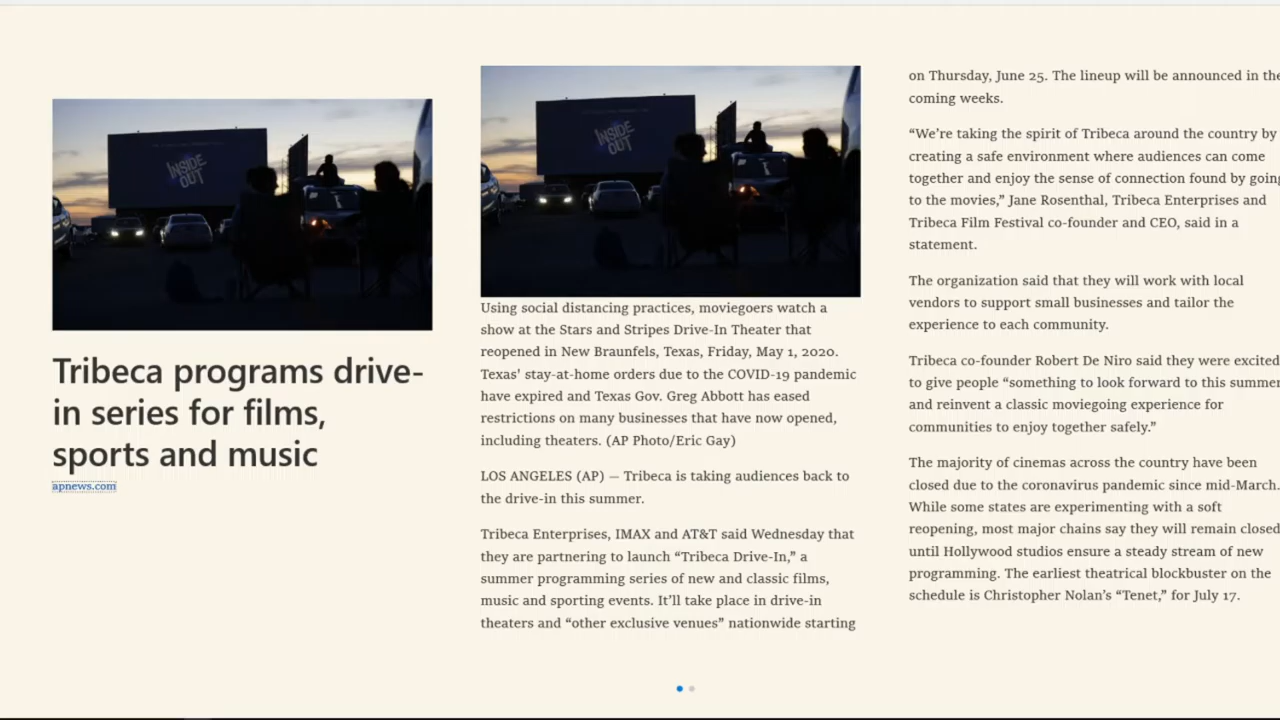 INSIDE
OUT
Tribeca programs drive-
in series for films,
sports and music
apnews.com
INSIDE
OUT
Using social distancing practices, moviegoers watch a
show at the Stars and Stripes Drive-In Theater that
reopened in New Braunfels, Texas, Friday, May 1, 2020.
Texas' stay-at-home orders due to the COVID-19 pandemic
have expired and Texas Gov. Greg Abbott has eased
restrictions on many businesses that have now opened,
including theaters. (AP Photo/Eric Gay)
LOS ANGELES (AP) — Tribeca is taking audiences back to
the drive-in this summer.
Tribeca Enterprises, IMAX and AT&T said Wednesday that
they are partnering to launch “Tribeca Drive-In,” a
summer programming series of new and classic films,
music and sporting events. It’ll take place in drive-in
theaters and “other exclusive venues” nationwide starting
on Thursday, June 25. The lineup will be announced in the
coming weeks.
“We’re taking the spirit of Tribeca around the country by
creating a safe environment where audiences can come
together and enjoy the sense of connection found by going
to the movies,” Jane Rosenthal, Tribeca Enterprises and
Tribeca Film Festival co-founder and CEO, said in a
statement.
The organization said that they will work with local
vendors to support small businesses and tailor the
experience to each community.
Tribeca co-founder Robert De Niro said they were excited
to give people “something to look forward to this summer
and reinvent a classic moviegoing experience for
communities to enjoy together safely.”
The majority of cinemas across the country have been
closed due to the coronavirus pandemic since mid-March.
While some states are experimenting with a soft
reopening, most major chains say they will remain closed
until Hollywood studios ensure a steady stream of new
programming. The earliest theatrical blockbuster on the
schedule is Christopher Nolan’s “Tenet,” for July 17.